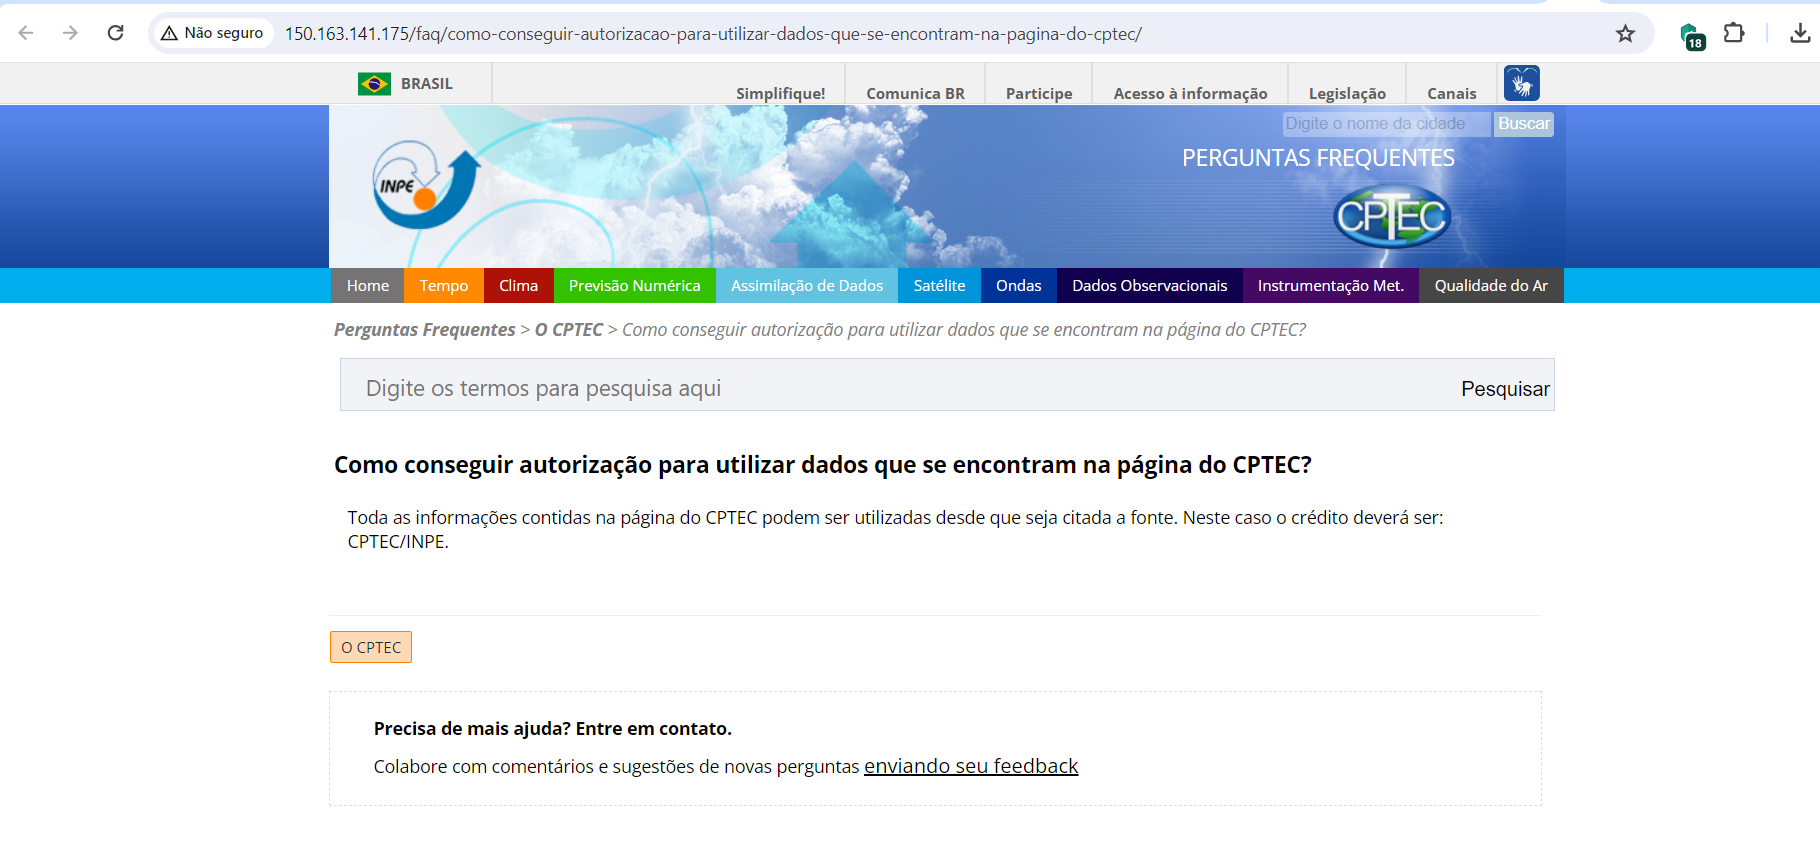 Não seguro
150.163.141.175/faq/como-conseguir-autorizacao-para-utilizar-dados-que-se-encontram-na-pagina-do-cptec/
18
BRASIL
Simplifique!
Comunica BR
Participe
Acesso à informação
Legislação
Canais
Digite o nome da cidade
Buscar
INPE
PERGUNTAS FREQUENTES
CPTEC
Home
Tempo
Clima
Previsão Numérica
Assimilação de Dados
Satélite
Ondas
Dados Observacionais
Instrumentação Met.
Qualidade do Ar
Perguntas Frequentes > O CPTEC > Como conseguir autorização para utilizar dados que se encontram na página do CPTEC?
Digite os termos para pesquisa aqui
Pesquisar
Como conseguir autorização para utilizar dados que se encontram na página do CPTEC?
Toda as informações contidas na página do CPTEC podem ser utilizadas desde que seja citada a fonte. Neste caso o crédito deverá ser:
CPTEC/INPE.
O CPTEC
Precisa de mais ajuda? Entre em contato.
Colabore com comentários e sugestões de novas perguntas enviando seu feedback